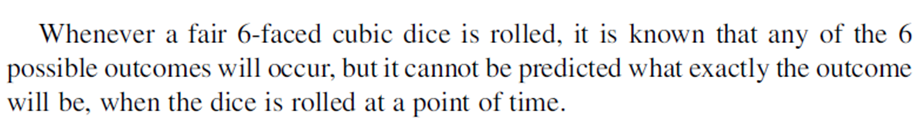 Whenever a fair 6-faced cubic dice is rolled, it is known that any of the 6
possible outcomes will occur, but it cannot be predicted what exactly the outcome
will be, when the dice is rolled at a point of time.